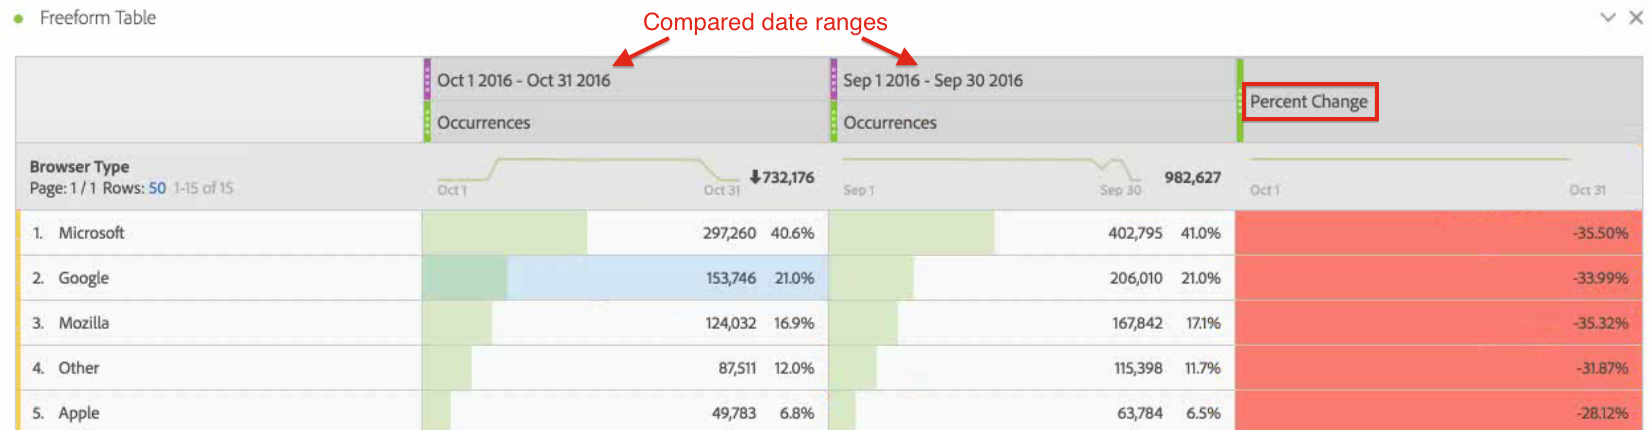 Freeform Table
Compared date ranges
Oct 1 2016 - Oct 31 2016 Sep 1 2016 - Sep 30 2016
Percent Change
Occurrences Occurrences
Browser Type
Page: 1 / 1 Rows: 50 1-15 of 15
732,176 982,627
Oct 1 Oct 31 Sep 1 Sep 30 Oct 1 Oct 31
1. Microsoft 297,260 40.6% 402,795 41.0% -35.50%
2. Google 153,746 21.0% 206,010 21.0% -33.99%
3. Mozilla 124,032 16.9% 167,842 17.1% -35.32%
4. Other 87,511 12.0% 115,398 11.7% -31.87%
5. Apple 49,783 6.8% 63,784 6.5% -28.12%